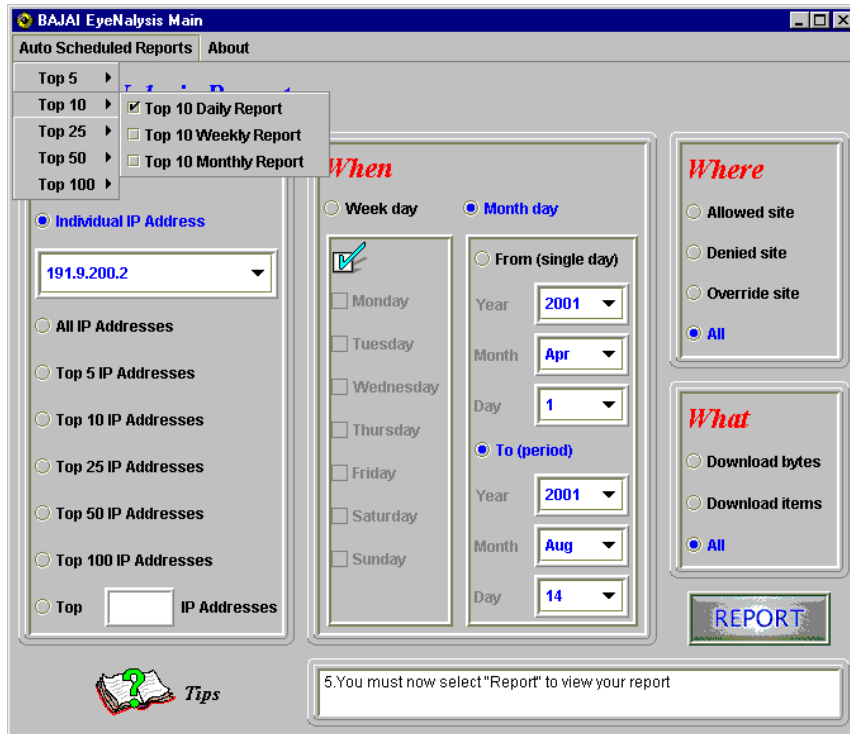 BAJAI EyeNalysis Main
Auto Scheduled Reports About
Top 5
Top 10
Top 25
Top 50
Top 100
Top 10 Daily Report
Top 10 Weekly Report
Top 10 Monthly Report
Individual IP Address
191.9.200.2
All IP Addresses
Top 5 IP Addresses
Top 10 IP Addresses
Top 25 IP Addresses
Top 50 IP Addresses
Top 100 IP Addresses
Top IP Addresses
When
Week day
Month day
Monday
Tuesday
Wednesday
Thursday
Friday
Saturday
Sunday
From (single day)
Year 2001
Month Apr
Day 1
To (period)
Year 2001
Month Aug
Day 14
Where
Allowed site
Denied site
Override site
All
What
Download bytes
Download items
All
REPORT
Tips
5.You must now select "Report" to view your report